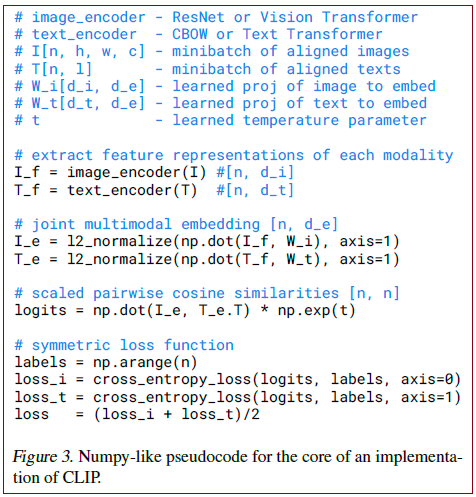 # image_encoder - ResNet or Vision Transformer
# text_encoder  - CBOW or Text Transformer
# I[n, h, w, c] - minibatch of aligned images
# T[n, l]       - minibatch of aligned texts
# W_i[d_i, d_e] - learned proj of image to embed
# W_t[d_t, d_e] - learned proj of text to embed
# t             - learned temperature parameter

# extract feature representations of each modality
I_f = image_encoder(I) #[n, d_i]
T_f = text_encoder(T)  #[n, d_t]

# joint multimodal embedding [n, d_e]
I_e = l2_normalize(np.dot(I_f, W_i), axis=1)
T_e = l2_normalize(np.dot(T_f, W_t), axis=1)

# scaled pairwise cosine similarities [n, n]
logits = np.dot(I_e, T_e.T) * np.exp(t)

# symmetric loss function
labels = np.arange(n)
loss_i = cross_entropy_loss(logits, labels, axis=0)
loss_t = cross_entropy_loss(logits, labels, axis=1)
loss   = (loss_i + loss_t)/2

Figure 3. Numpy-like pseudocode for the core of an implementa-
tion of CLIP.